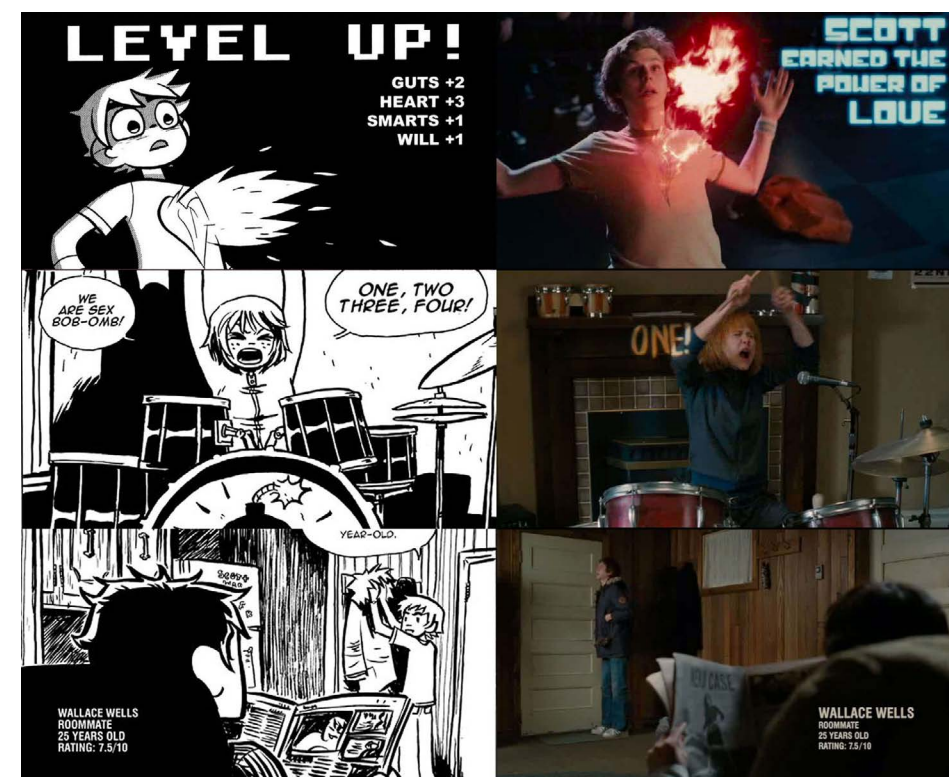 LEVEL UP!
GUTS +2
HEART +3
SMARTS +1
WILL +1
SCOTT
EARNED THE
POWER OF
LOVE
WE
ARE SEX
BOB-OMB!
ONE, TWO
THREE, FOUR!
ONE!
YEAR-OLD.
WALLACE WELLS
ROOMMATE
25 YEARS OLD
RATING: 7.5/10
WALLACE WELLS
ROOMMATE
25 YEARS OLD
RATING: 7.5/10